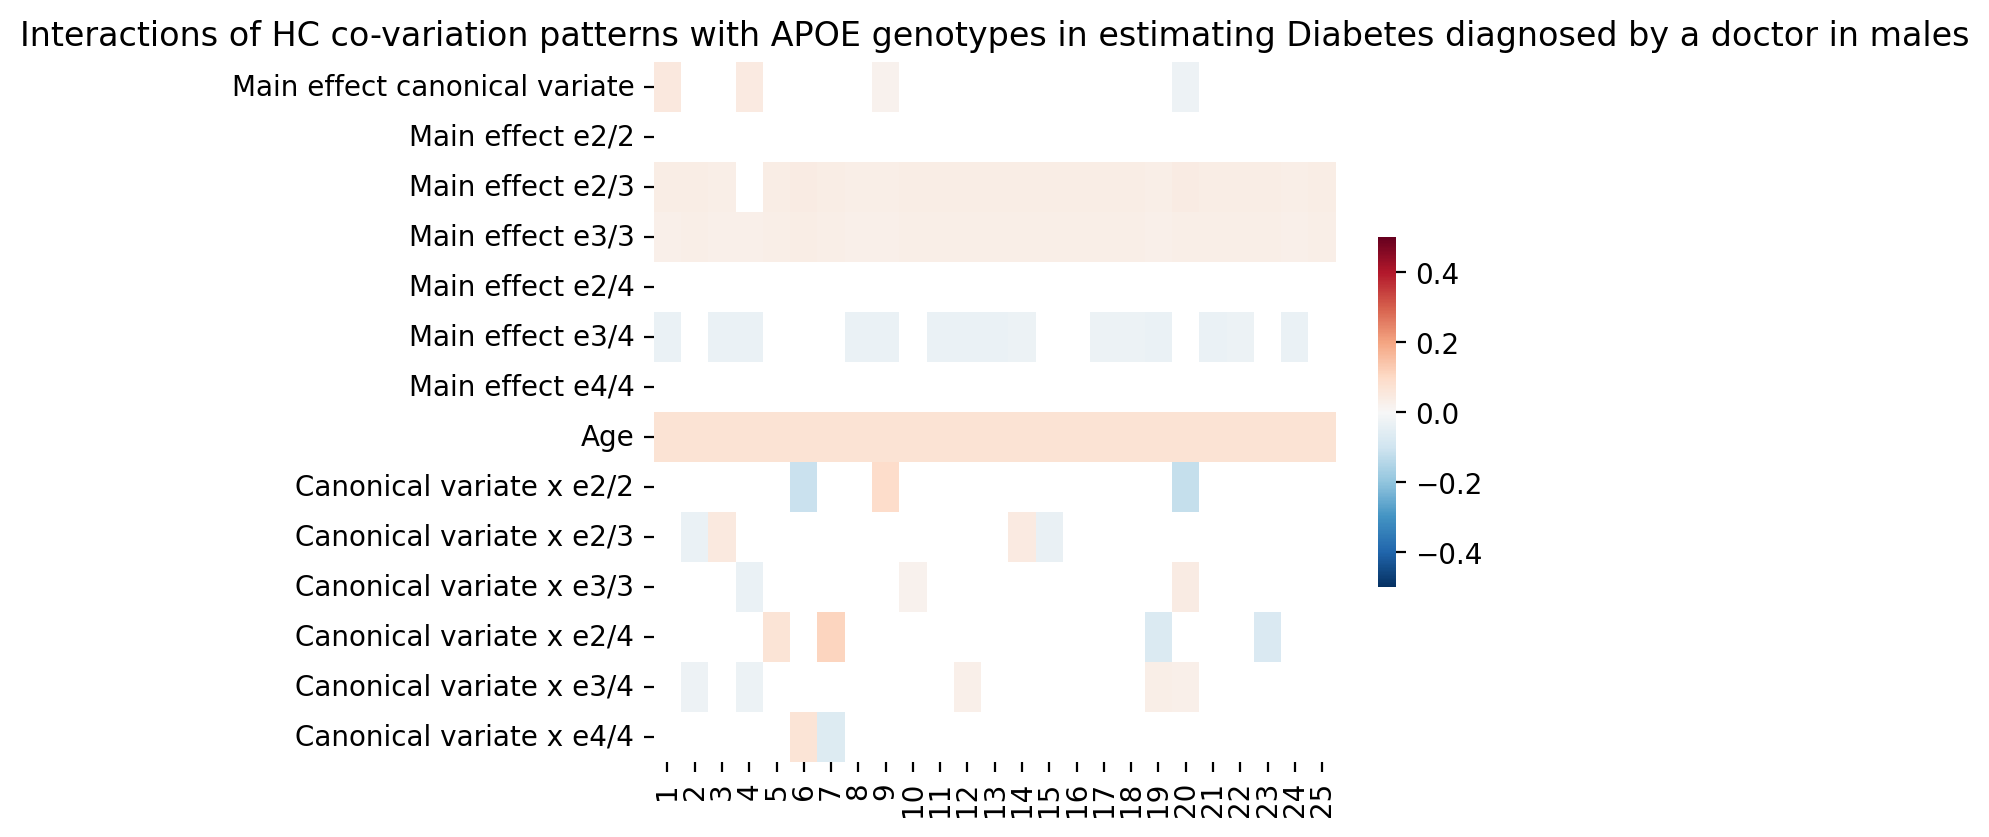 Interactions of HC co-variation patterns with APOE genotypes in estimating Diabetes diagnosed by a doctor in males
Main effect canonical variate
Main effect e2/2
Main effect e2/3
Main effect e3/3
Main effect e2/4
Main effect e3/4
Main effect e4/4
Age
Canonical variate x e2/2
Canonical variate x e2/3
Canonical variate x e3/3
Canonical variate x e2/4
Canonical variate x e3/4
Canonical variate x e4/4
1 2 3 4 5 6 7 8 9 10 11 12 13 14 15 16 17 18 19 20 21 22 23 24 25
0.4
0.2
0.0
−0.2
−0.4